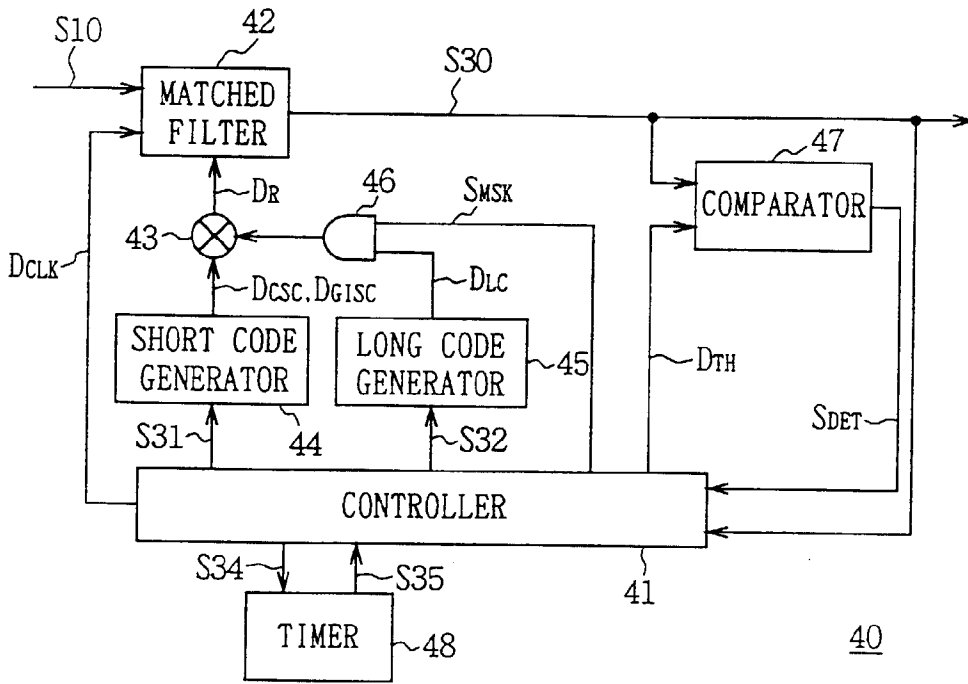 S10
42
S30
MATCHED
FILTER
47
COMPARATOR
DR
46
SMSK
43
DCLK
DCSC, DGISC
DLC
SHORT CODE
GENERATOR
LONG CODE
GENERATOR
45
DTH
44
S31
S32
SDET
CONTROLLER
S34
S35
41
TIMER
48
40